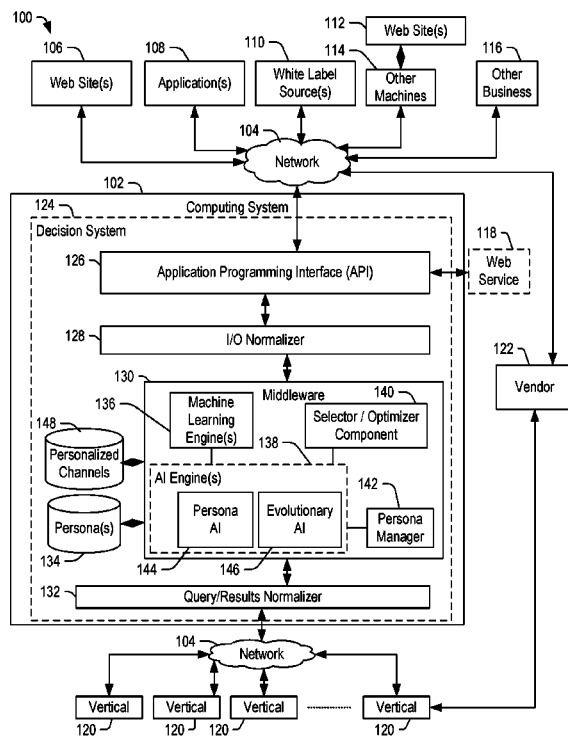 100
106
108
110
112
Web Site(s)
114
116
Web Site(s)
Application(s)
White Label
Source(s)
Other
Machines
Other
Business
104
Network
102
Computing System
124
Decision System
118
Web
Service
126
Application Programming Interface (API)
128
I/O Normalizer
122
Vendor
130
Middleware
136
Machine
Learning
Engine(s)
140
Selector / Optimizer
Component
148
Personalized
Channels
138
AI Engine(s)
Persona
AI
Evolutionary
AI
142
Persona
Manager
Persona(s)
134
144
146
132
Query/Results Normalizer
104
Network
Vertical
Vertical
Vertical
Vertical
120
120
120
120